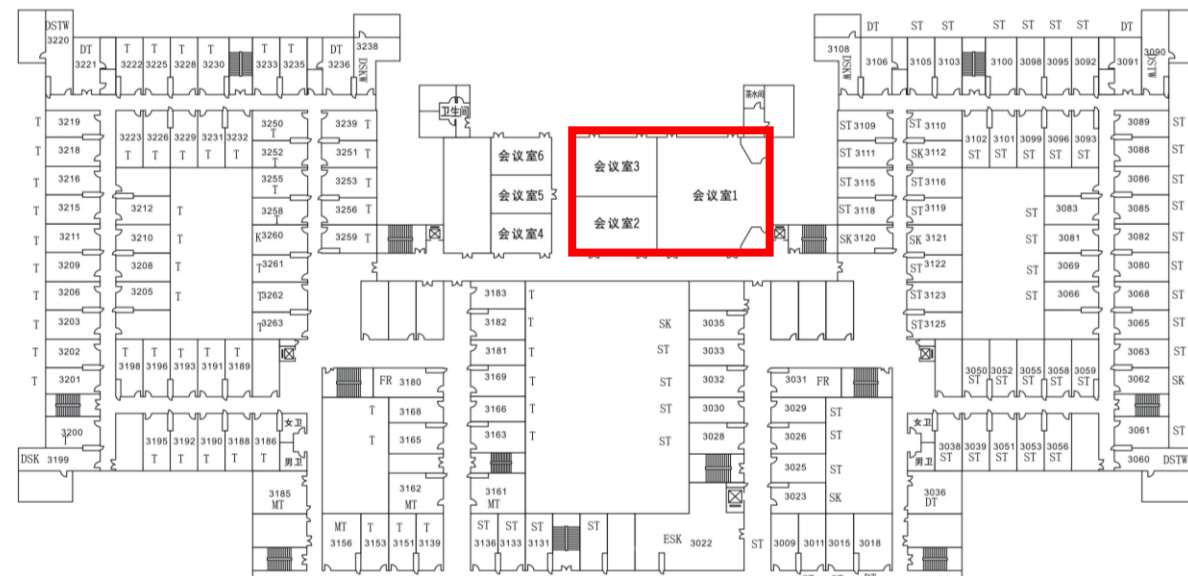 DSTW
3220
DT
3221
T
3222
T
3225
T
3228
T
3230
T
3233
T
3235
DT
3236
3238
DSKW
3108
DSKW
DT
3106
ST
3105
ST
3103
ST
3100
ST
3098
ST
3095
ST
3092
DT
3091
3090
DSTW
卫生间
茶水间
T 3219
3218
T 3216
T 3215
T 3211
T 3209
T 3206
T 3203
T 3202
T 3201
3200
T
DSK 3199
3223
T
3226
T
3229
T
3231
T
3232
T
3250
T
3252
T
3255
T
3258
T
K3260
T3261
T3262
T3263
3239 T
3251 T
3253 T
3256 T
3259 T
3212 T
3210 T
3208 T
3205 T
会议室6
会议室5
会议室4
会议室3
会议室2
会议室1
ST 3109
ST 3111
ST 3115
ST 3118
SK 3120
ST 3110
SK 3112
ST 3116
ST 3119
SK 3121
ST 3122
ST 3123
ST 3125
3102
ST
3101
ST
3099
ST
3096
ST
3093
ST
ST 3083
ST 3081
ST 3069
ST 3066
3089 ST
3088 ST
3086 ST
3085 ST
3082 ST
3080 ST
3068 ST
3065 ST
3063 ST
3062 SK
3061 ST
3060 DSTW
T
3198
T
3196
T
3193
T
3191
T
3189
3195
T
3192
T
3190
T
3188
T
3186
T
女卫
男卫
3185
MT
FR 3180
T 3168
T 3165
3162
MT
MT
3156
T
3153
T
3151
T
3139
3183 T
3182 T
3181 T
3169 T
3166 T
3163 T
3161
MT
ST
3136
ST
3133
ST
3131
ST
ESK 3022
SK 3035
ST 3033
ST 3032
ST 3030
ST 3028
3031 FR
3029 ST
3026 ST
3025 ST
3023 SK
ST 3009
3011
3015
3018
3050
ST
3052
ST
3055
ST
3058
ST
3059
ST
女卫
男卫
3038
ST
3039
ST
3051
ST
3053
ST
3056
ST
3036
DT